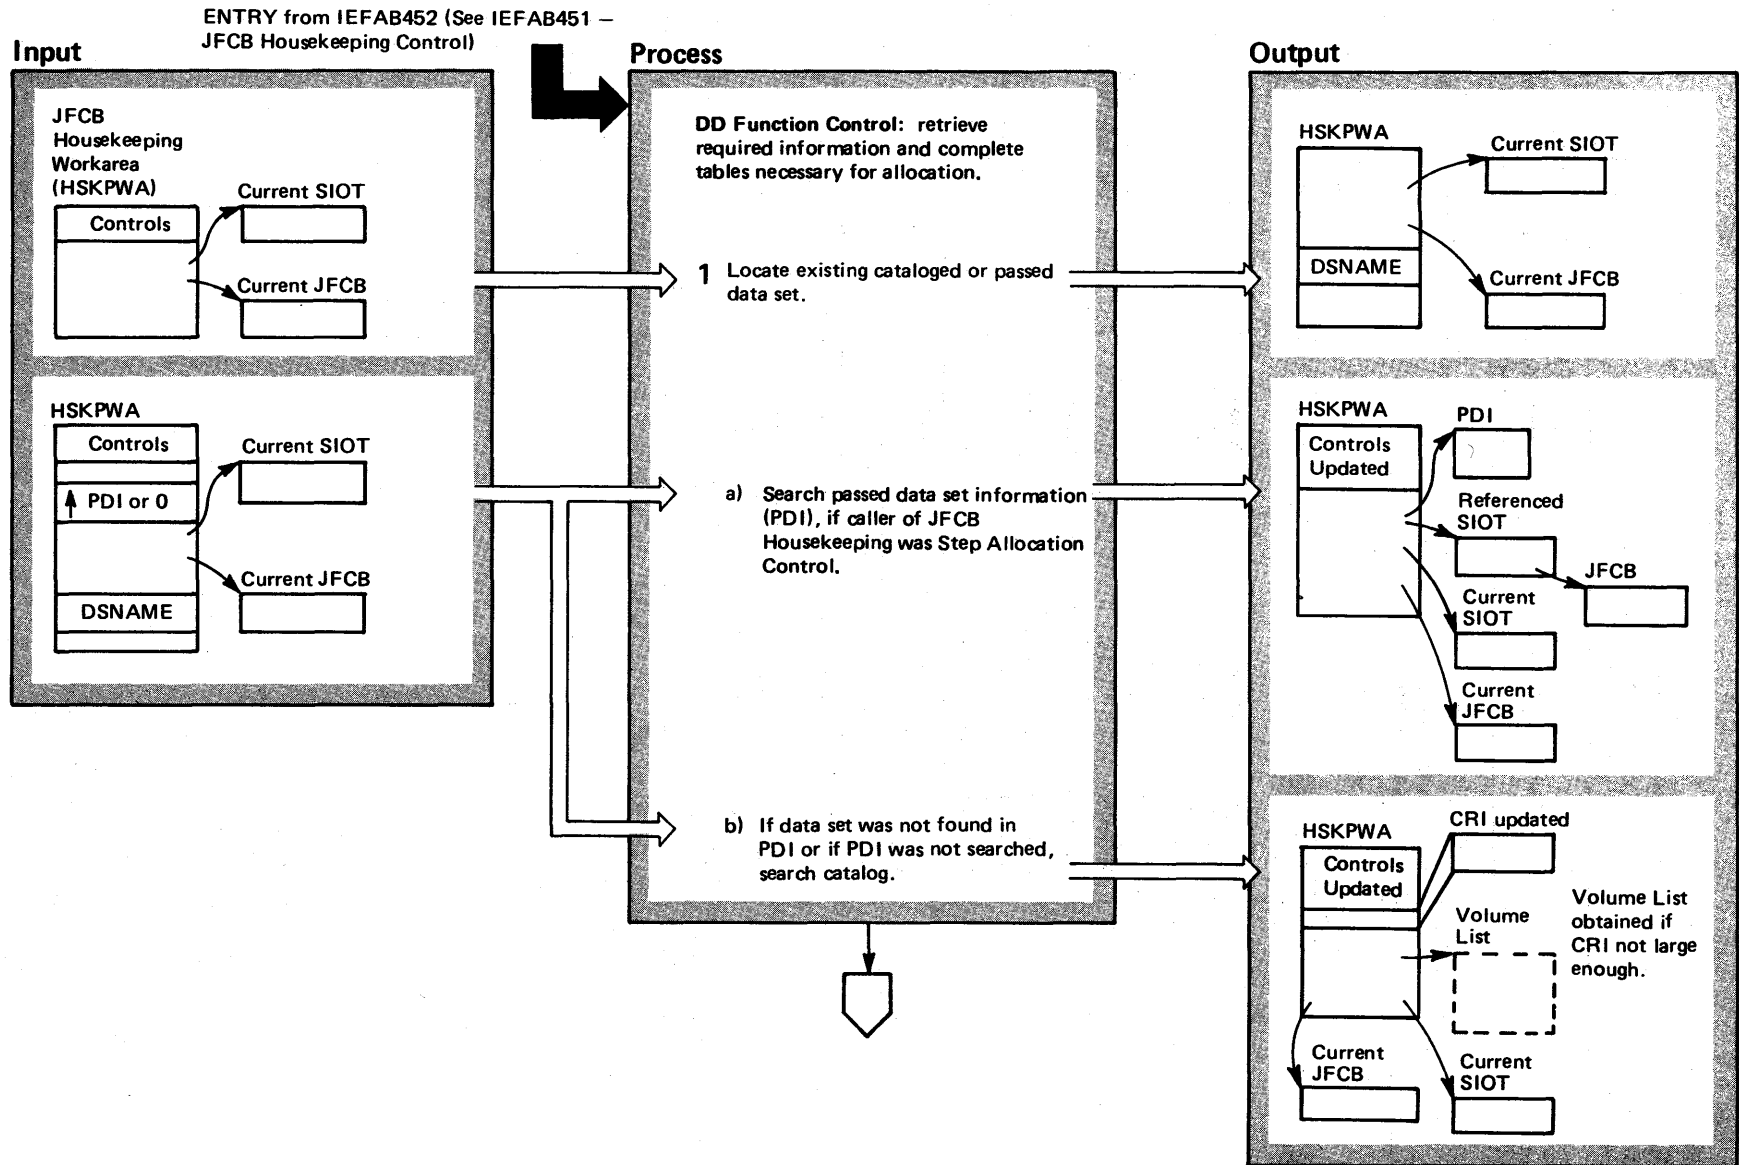 ENTRY from IEFAB452 (See IEFAB451 –
JFCB Housekeeping Control)
Input
JFCB
Housekeeping
Workarea
(HSKPWA)
Controls
Current SIOT
Current JFCB
HSKPWA
Controls
PDI or 0
DSNAME
Current SIOT
Current JFCB
Process
DD Function Control: retrieve
required information and complete
tables necessary for allocation.
1 Locate existing cataloged or passed
data set.
a) Search passed data set information
(PDI), if caller of JFCB
Housekeeping was Step Allocation
Control.
b) If data set was not found in
PDI or if PDI was not searched,
search catalog.
Output
HSKPWA
DSNAME
Current SIOT
Current JFCB
HSKPWA
Controls
Updated
PDI
Referenced
SIOT
JFCB
Current
SIOT
Current
JFCB
HSKPWA
Controls
Updated
CRI updated
Volume
List
Volume List
obtained if
CRI not large
enough.
Current
JFCB
Current
SIOT